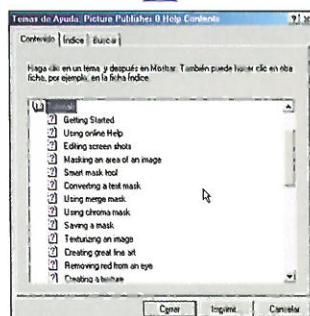 Temas de Ayuda: Picture Publisher 8 Help Contents
Contenido Índice Buscar
Haga clic en un tema y después en Mostrar. También puede hacer clic en otra
ficha, por ejemplo, en la ficha Índice.
Tutorials
Getting Started
Using online Help
Editing screen shots
Masking an area of an image
Smart mask tool
Converting a text mask
Using merge mask
Using chroma mask
Saving a mask
Texturizing an image
Creating great line art
Removing red from an eye
Creating a texture
Cerrar Imprimir... Cancelar